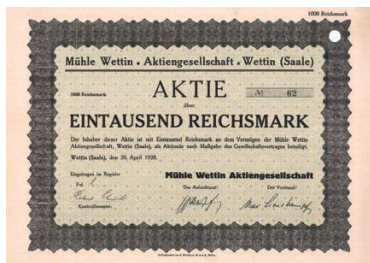 1000 Reichsmark
Mühle Wettin • Aktiengesellschaft • Wettin (Saale)
1000 Reichsmark
AKTIE
№ 62
über
EINTAUSEND REICHSMARK
Der Inhaber dieser Aktie ist mit Eintausend Reichsmark an dem Vermögen der Mühle Wettin
Aktiengesellschaft, Wettin (Saale), als Aktionär nach Maßgabe des Gesellschaftsvertrages beteiligt.
Wettin (Saale), den 30. April 1928.
Eingetragen im Register
Mühle Wettin Aktiengesellschaft
Fol.
Der Aufsichtsrat:
Der Vorstand:
Kontrollbeamter.